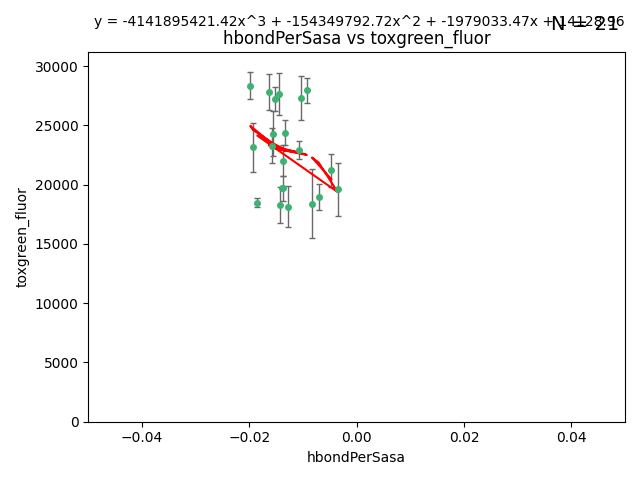 y = -4141895421.42x^3 + -154349792.72x^2 + -1979033.47x + 14128.96
N = 21
hbondPerSasa vs toxgreen_fluor
30000
25000
20000
15000
10000
5000
0
toxgreen_fluor
−0.04
−0.02
0.00
0.02
0.04
hbondPerSasa